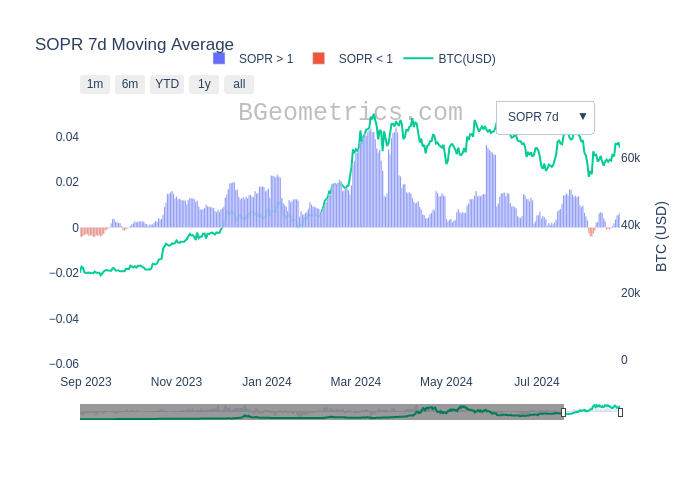 SOPR 7d Moving Average
SOPR > 1 SOPR < 1 BTC(USD)
1m 6m YTD 1y all
BGeometrics.com
SOPR 7d ▼
0.04
0.02
0
−0.02
−0.04
−0.06
60k
40k
20k
0
BTC (USD)
Sep 2023 Nov 2023 Jan 2024 Mar 2024 May 2024 Jul 2024